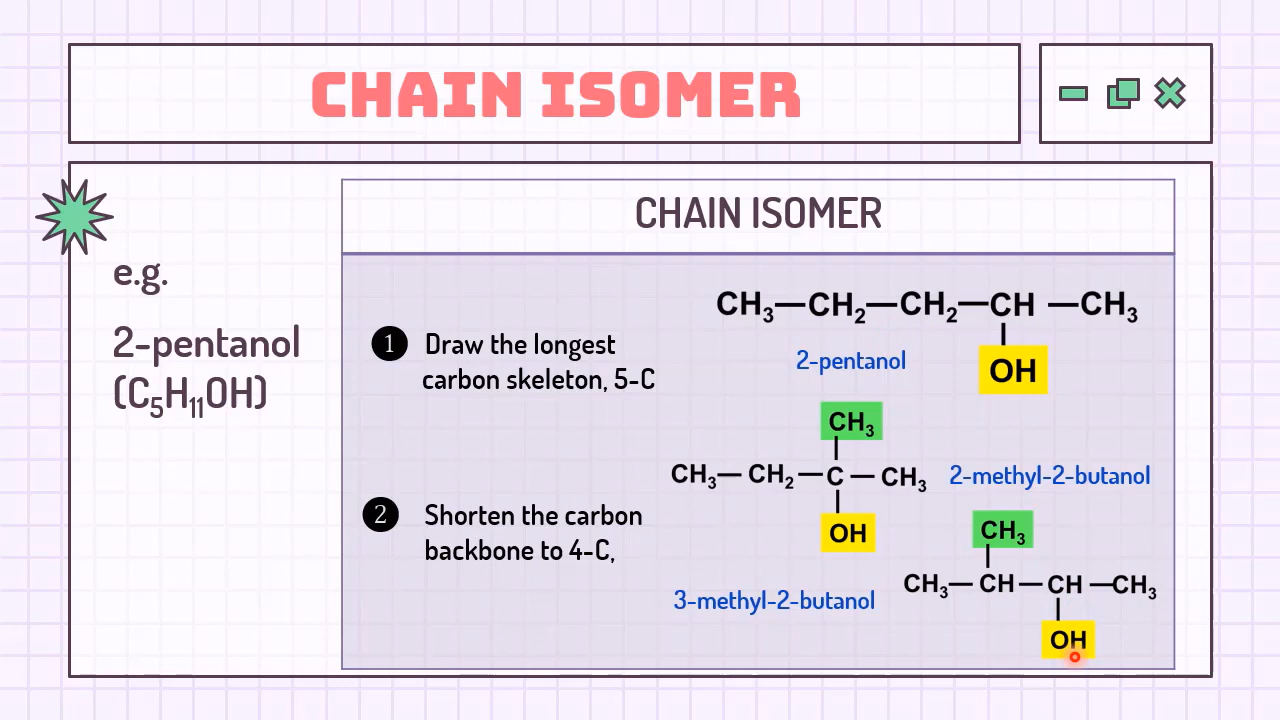 CHAIN ISOMER
CHAIN ISOMER
e.g.
2-pentanol
(C₅H₁₁OH)
1 Draw the longest
carbon skeleton, 5-C
CH₃—CH₂—CH₂—CH—CH₃
OH
2-pentanol
2 Shorten the carbon
backbone to 4-C,
CH₃
CH₃—CH₂—C—CH₃
OH
2-methyl-2-butanol
CH₃
CH₃—CH—CH—CH₃
OH
3-methyl-2-butanol